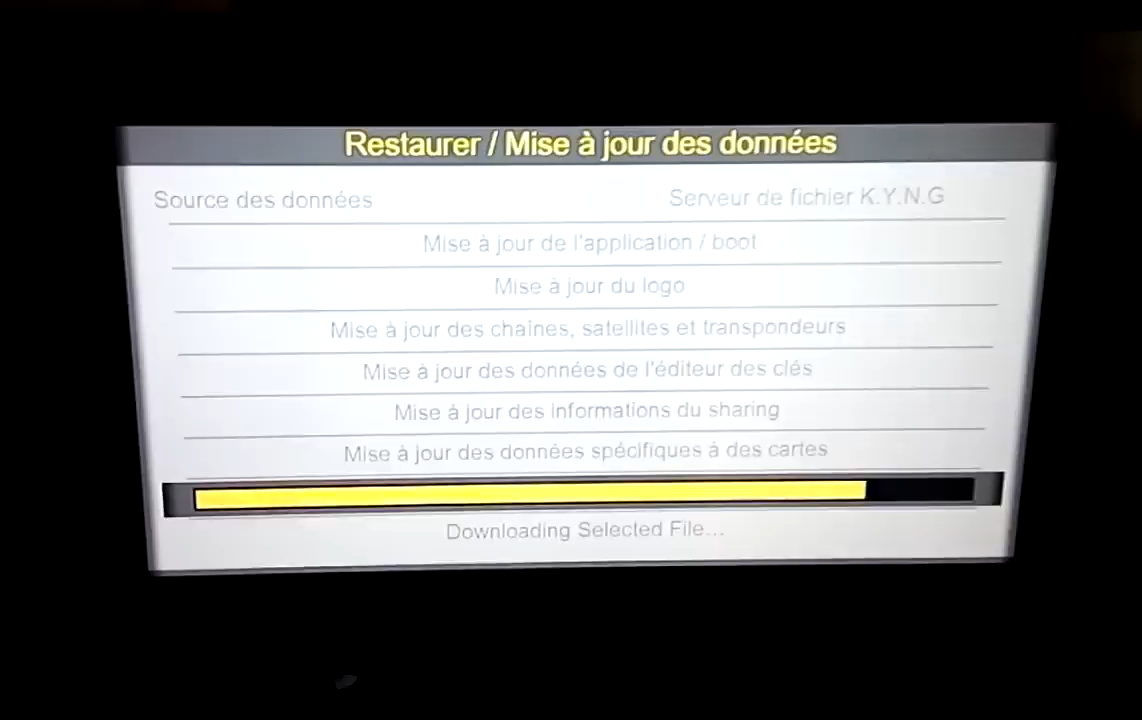 Restaurer / Mise à jour des données
Source des données Serveur de fichier K.Y.N.G
Mise à jour de l'application / boot
Mise à jour du logo
Mise à jour des chaînes, satellites et transpondeurs
Mise à jour des données de l'éditeur des clés
Mise à jour des informations du sharing
Mise à jour des données spécifiques à des cartes
Downloading Selected File...